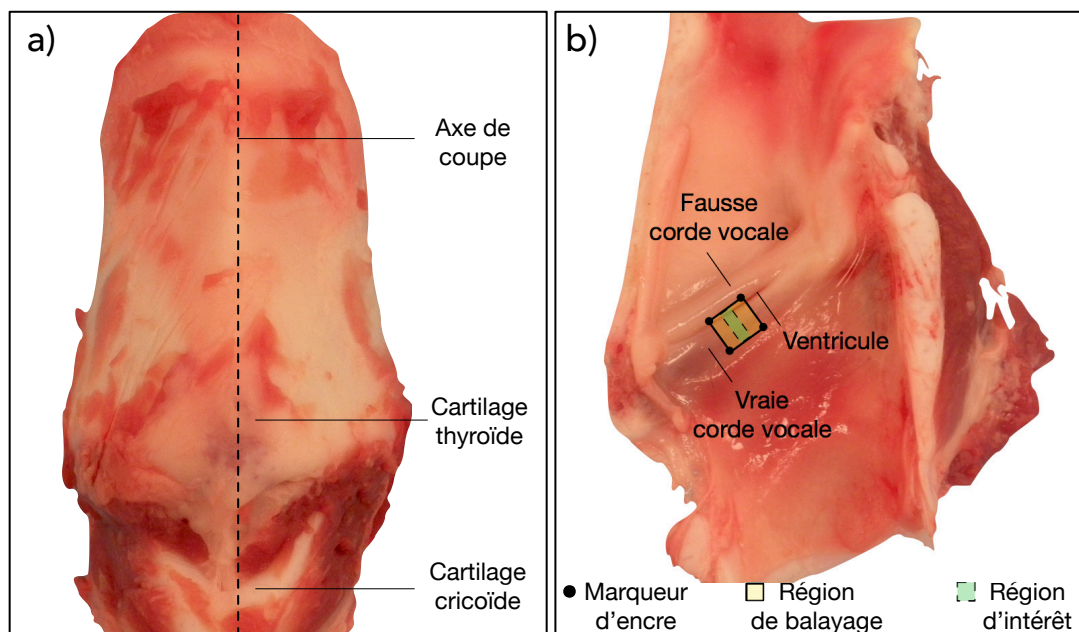 a)
Axe de
coupe
Cartilage
thyroïde
Cartilage
cricoïde
b)
Fausse
corde vocale
Ventricule
Vraie
corde vocale
Marqueur
d'encre
Région
de balayage
Région
d'intérêt